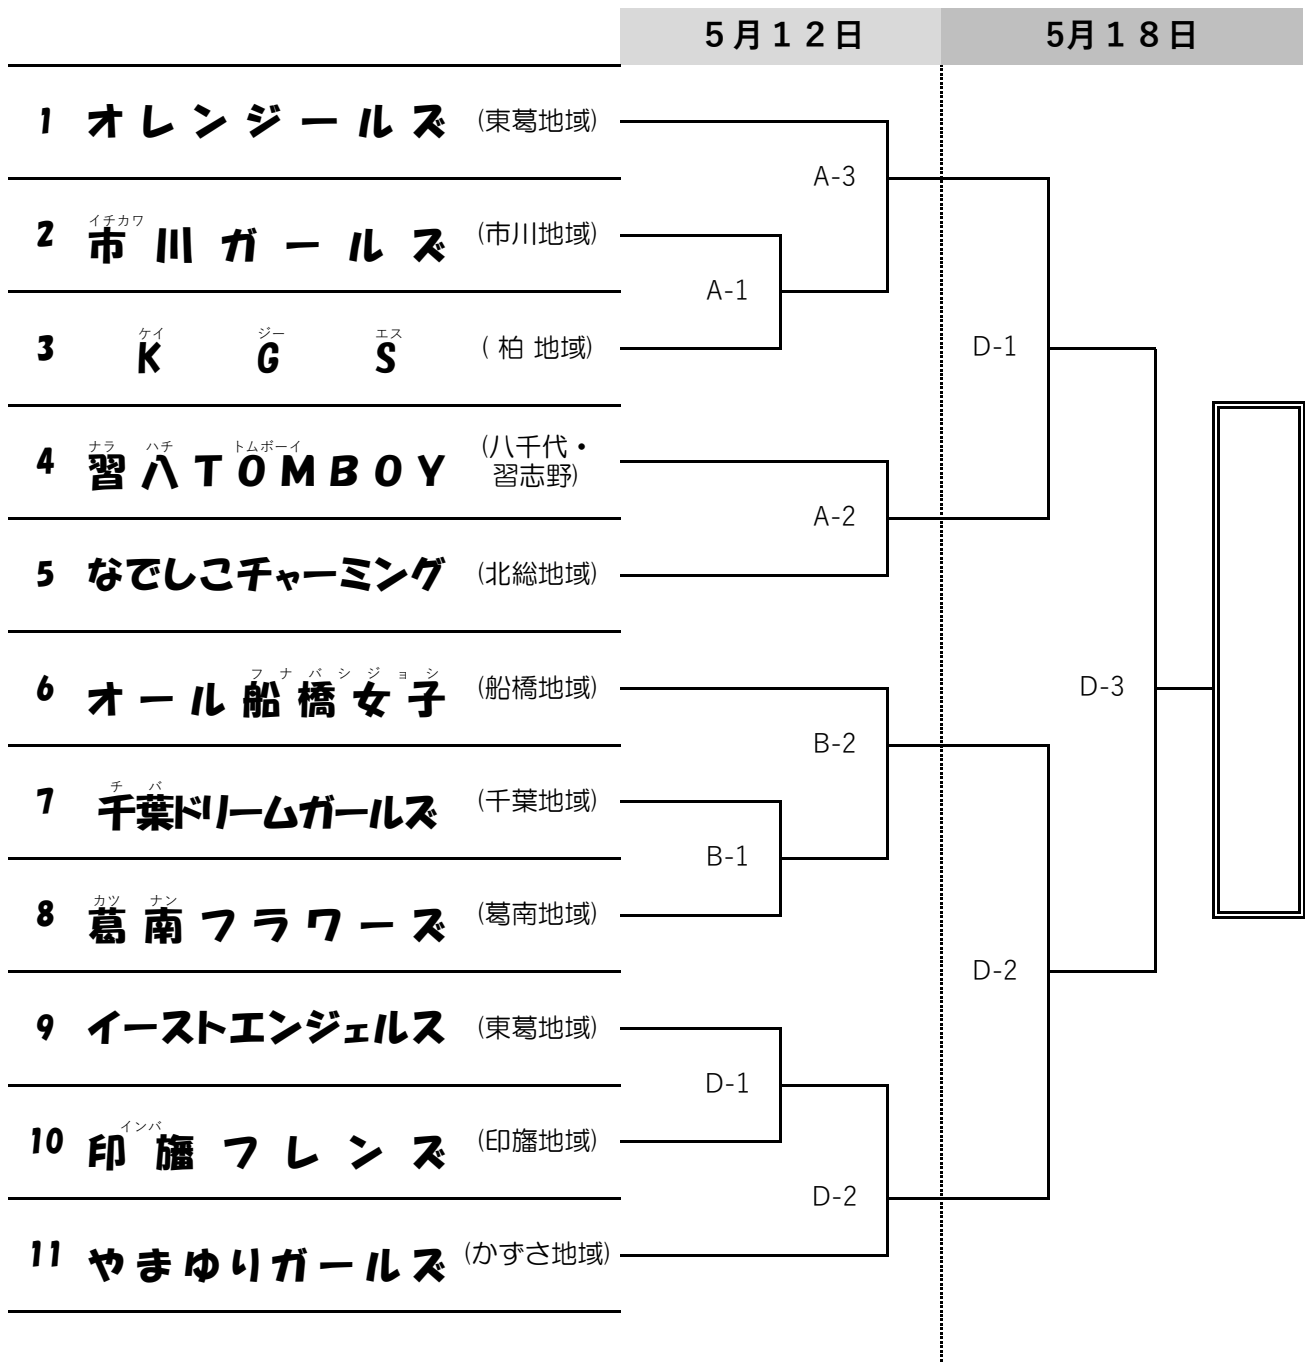 ５月１２日
５月１８日
1 オレンジールズ (東葛地域)
A-3
イチカワ
2 市川ガールズ (市川地域)
A-1
ケイ ジー エス
3 K G S ( 柏 地域)
D-1
ナラ ハチ トムボーイ
4 習八TOMBOY (八千代・
習志野)
A-2
5 なでしこチャーミング (北総地域)
フナバシジョシ
6 オール船橋女子 (船橋地域)
D-3
B-2
チ バ
7 千葉ドリームガールズ (千葉地域)
B-1
カツ ナン
8 葛南フラワーズ (葛南地域)
D-2
9 イーストエンジェルス (東葛地域)
D-1
インバ
10 印旛フレンズ (印旛地域)
D-2
11 やまゆりガールズ (かずさ地域)